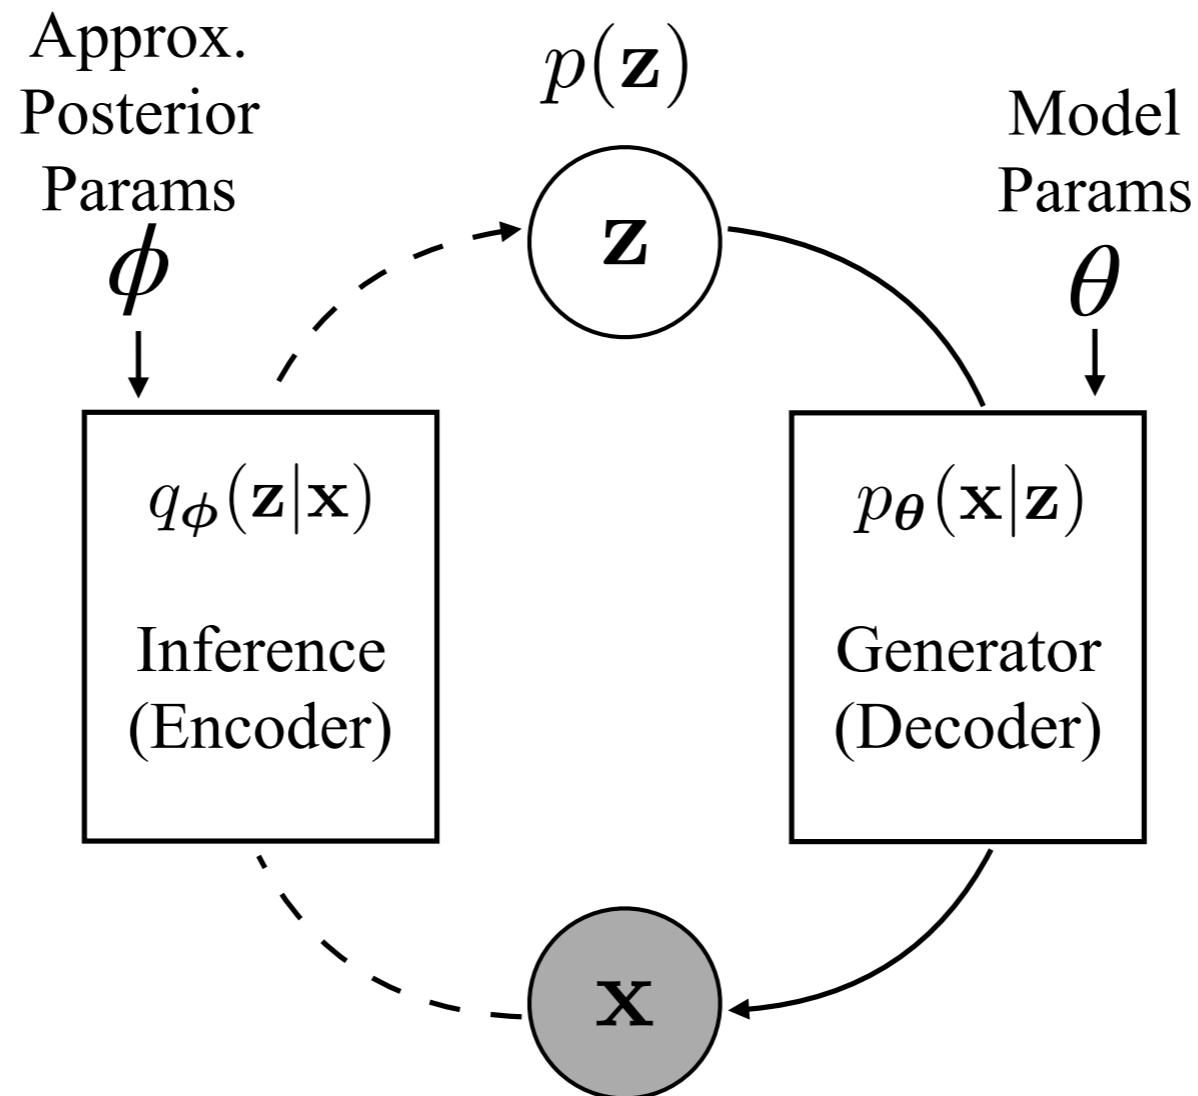 Approx.
Posterior
Params
ϕ
p(z)
z
Model
Params
θ
q_ϕ(z|x)
Inference
(Encoder)
p_θ(x|z)
Generator
(Decoder)
x